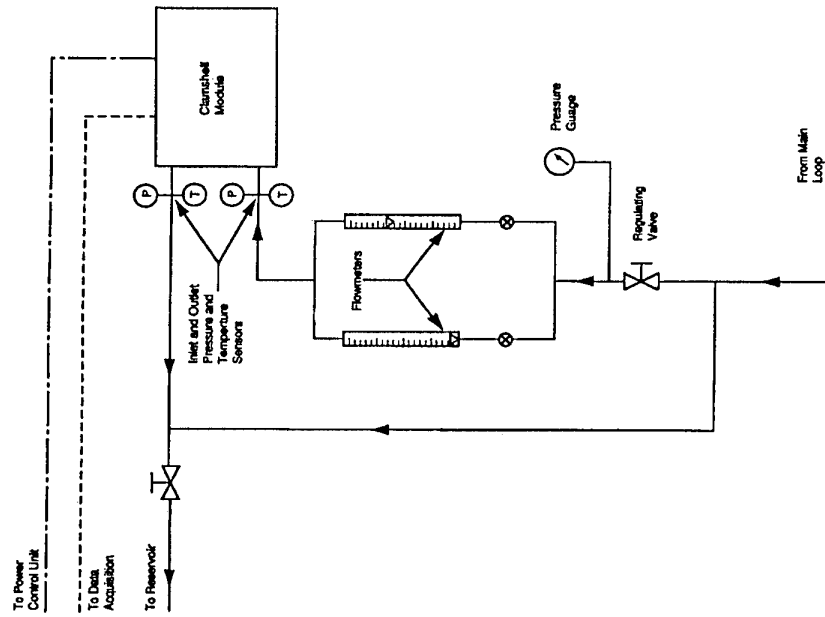 To Power
Control Unit
To Data
Acquisition
To Reservoir
Clamshell
Module
P
T
P
T
Inlet and Outlet
Pressure and
Temperture
Sensors
Flowmeters
Pressure
Guage
Regulating
Valve
From Main
Loop